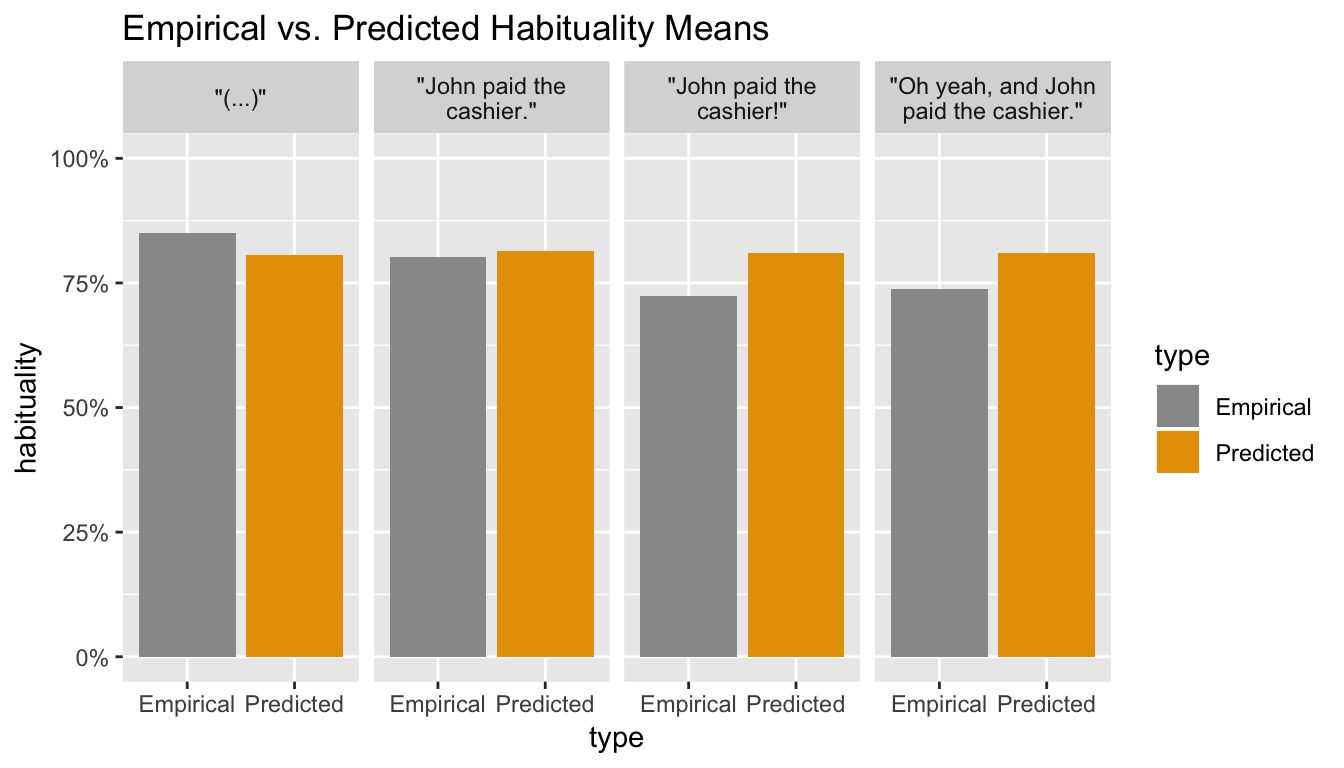 Empirical vs. Predicted Habituality Means
"(...)"
"John paid the
cashier."
"John paid the
cashier!"
"Oh yeah, and John
paid the cashier."
100%
75%
50%
25%
0%
habituality
Empirical Predicted
Empirical Predicted
Empirical Predicted
Empirical Predicted
type
type
Empirical
Predicted